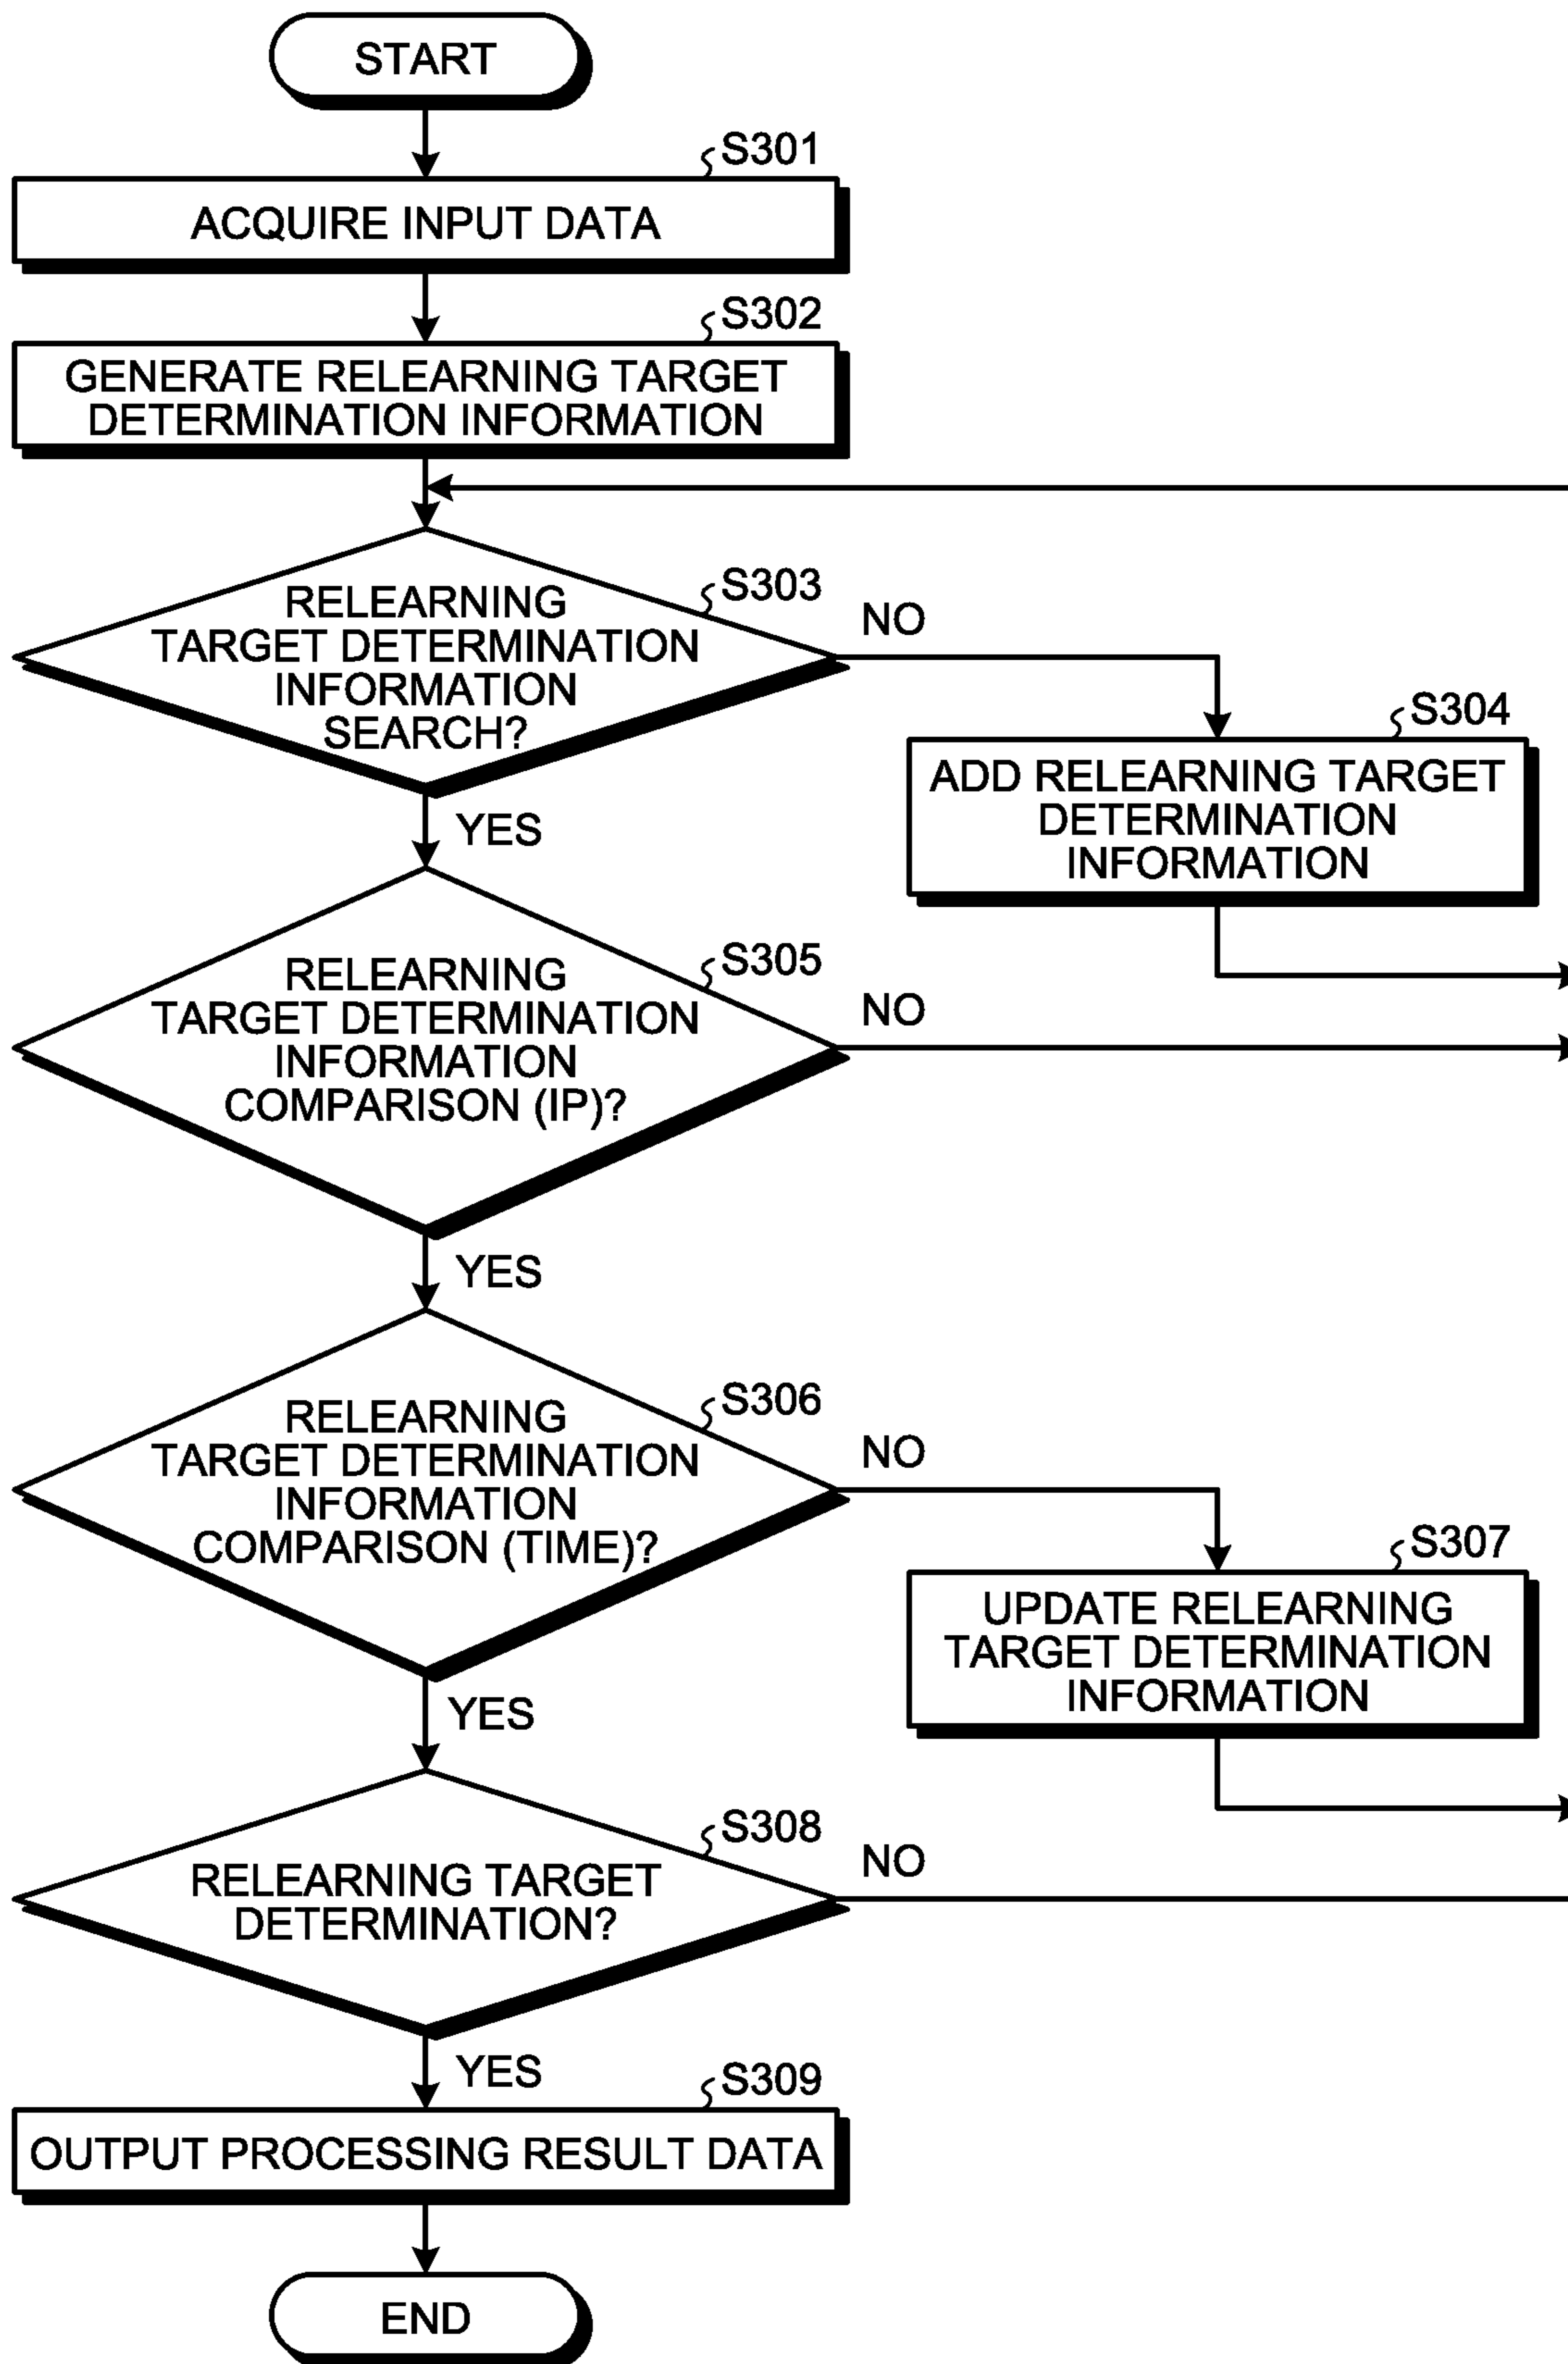 START
S301
ACQUIRE INPUT DATA
S302
GENERATE RELEARNING TARGET
DETERMINATION INFORMATION
S303
RELEARNING
TARGET DETERMINATION
INFORMATION
SEARCH?
NO
S304
ADD RELEARNING TARGET
DETERMINATION
INFORMATION
YES
S305
RELEARNING
TARGET DETERMINATION
INFORMATION
COMPARISON (IP)?
NO
YES
S306
RELEARNING
TARGET DETERMINATION
INFORMATION
COMPARISON (TIME)?
NO
S307
UPDATE RELEARNING
TARGET DETERMINATION
INFORMATION
YES
S308
RELEARNING TARGET
DETERMINATION?
NO
YES
S309
OUTPUT PROCESSING RESULT DATA
END